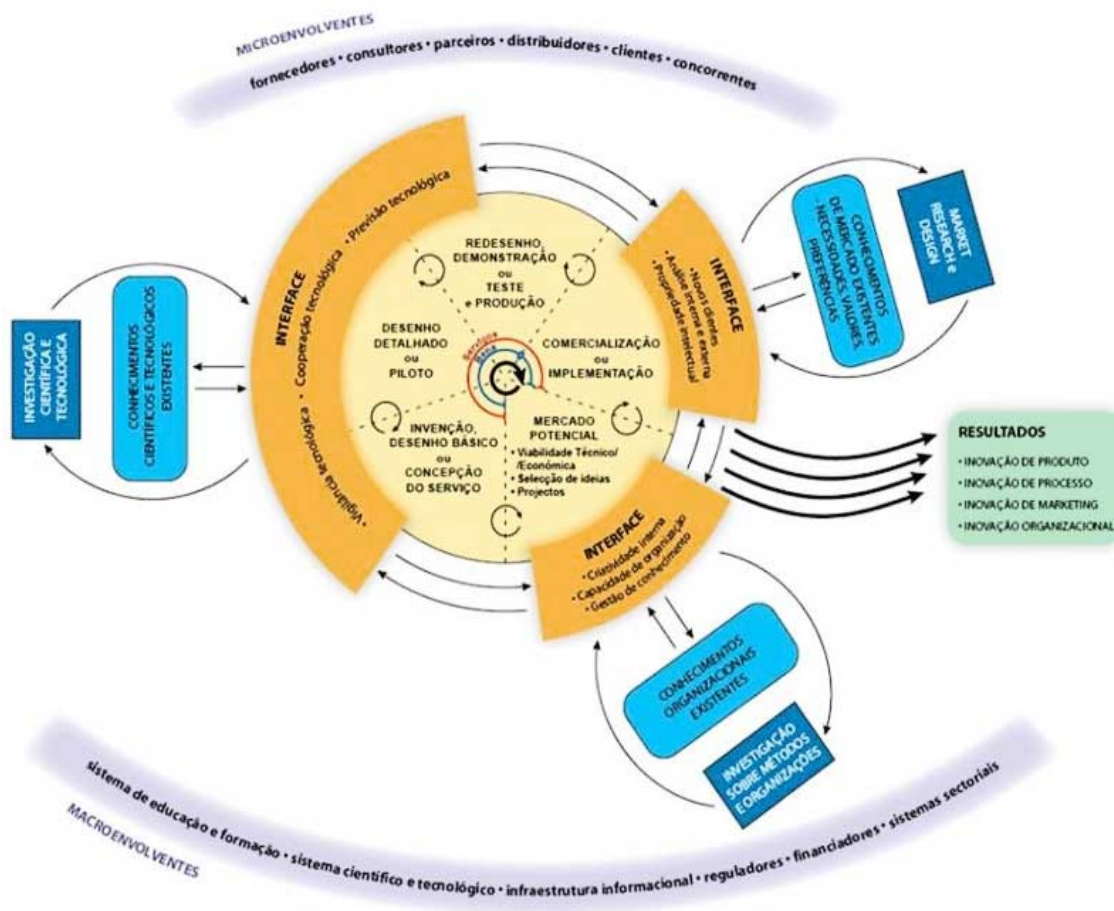 MICROENVOLVENTES
fornecedores • consultores • parceiros • distribuidores • clientes • concorrentes
INTERFACE
• Vigilância tecnológica • Cooperação tecnológica • Previsão tecnológica
INVESTIGAÇÃO
CIENTÍFICA E
TECNOLÓGICA
CONHECIMENTOS
CIENTÍFICOS E TECNOLÓGICOS
EXISTENTES
REDESENHO,
DEMONSTRAÇÃO
ou
TESTE
e PRODUÇÃO
DESENHO
DETALHADO
ou
PILOTO
Serviços
Bens
COMERCIALIZAÇÃO
ou
IMPLEMENTAÇÃO
INVENÇÃO,
DESENHO BÁSICO
ou
CONCEPÇÃO
DO SERVIÇO
MERCADO
POTENCIAL
• Viabilidade Técnico/
/Económica
• Selecção de ideias
• Projectos
INTERFACE
• Novos clientes
• Análise interna e externa
• Propriedade intelectual
CONHECIMENTOS
DE MERCADO EXISTENTES
- NECESSIDADES, VALORES,
PREFERÊNCIAS
MARKET
RESEARCH e
DESIGN
INTERFACE
• Criatividade interna
• Capacidade de organização
• Gestão de conhecimento
CONHECIMENTOS
ORGANIZACIONAIS
EXISTENTES
INVESTIGAÇÃO
SOBRE MÉTODOS
E ORGANIZAÇÕES
RESULTADOS
• INOVAÇÃO DE PRODUTO
• INOVAÇÃO DE PROCESSO
• INOVAÇÃO DE MARKETING
• INOVAÇÃO ORGANIZACIONAL
sistema de educação e formação • sistema científico e tecnológico • infraestrutura informacional • reguladores • financiadores • sistemas sectoriais
MACROENVOLVENTES